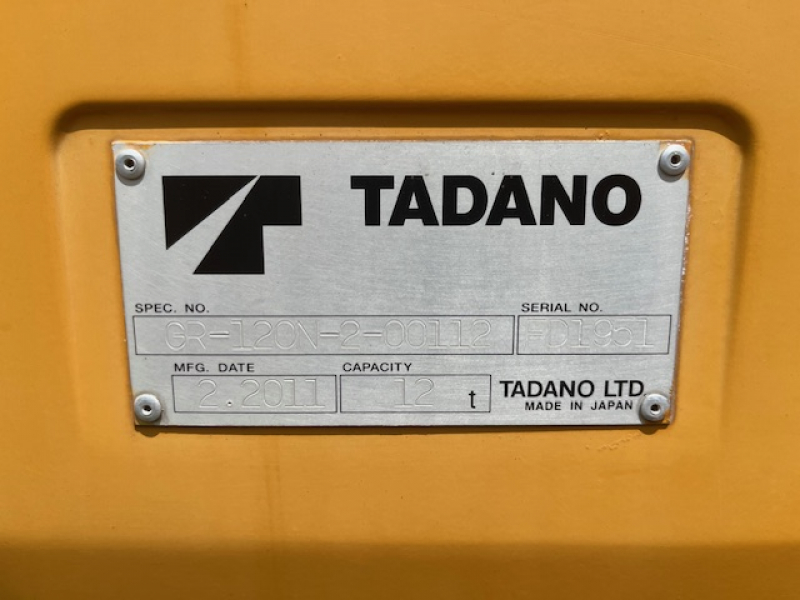 TADANO
SPEC. NO.
SERIAL NO.
GR-120N-2-00112
FD1951
MFG. DATE
CAPACITY
2.2011
12 t
TADANO LTD
MADE IN JAPAN